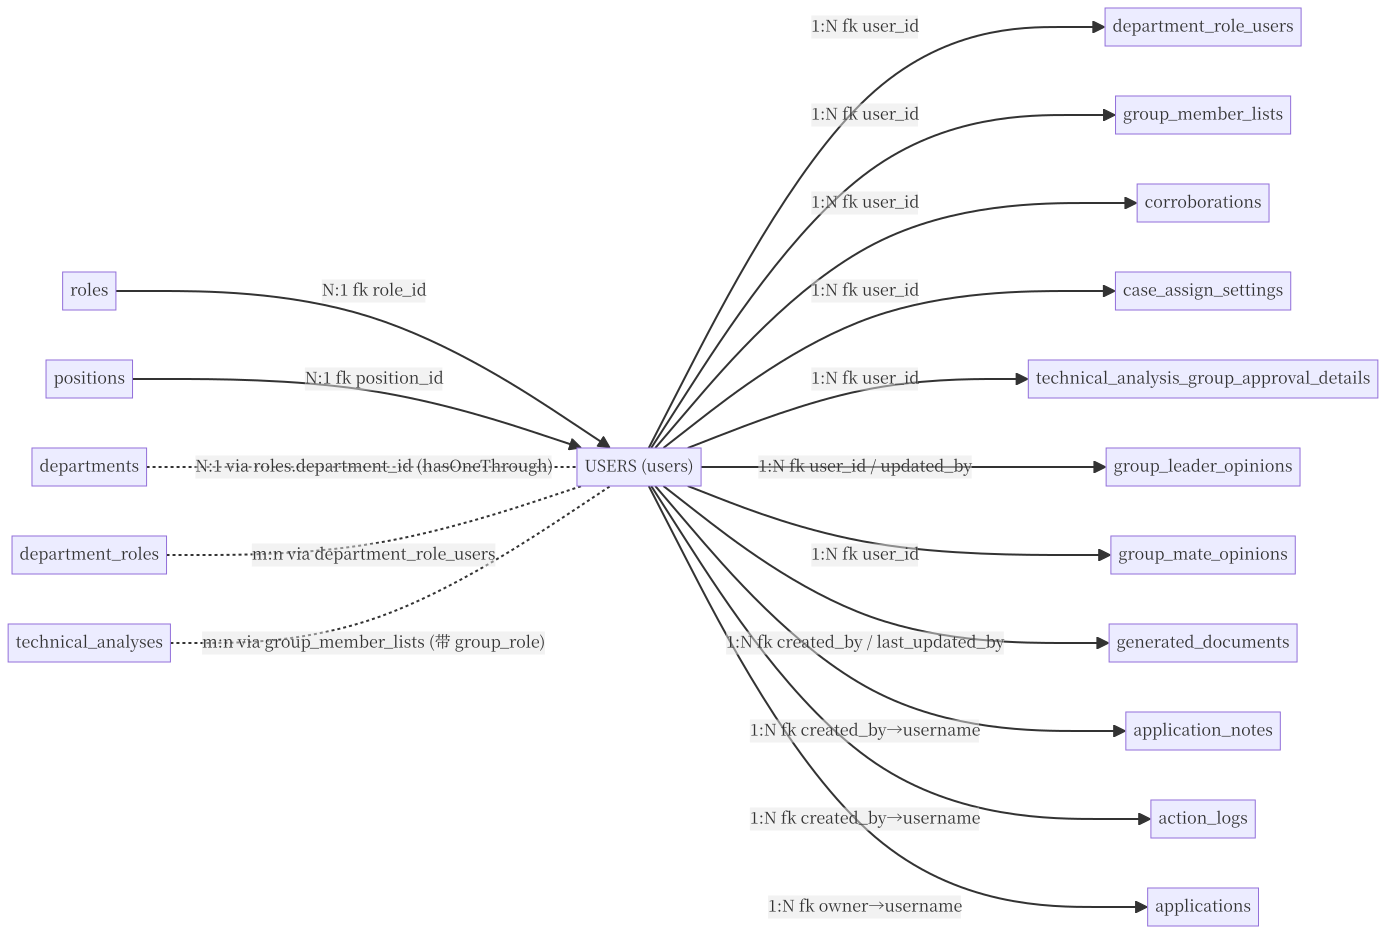 1:N fk user_id
department_role_users
1:N fk user_id
group_member_lists
1:N fk user_id
corroborations
roles
N:1 fk role_id
1:N fk user_id
case_assign_settings
positions
N:1 fk position_id
1:N fk user_id
technical_analysis_group_approval_details
departments
N:1 via roles.department_id (hasOneThrough)
USERS (users)
1:N fk user_id / updated_by
group_leader_opinions
department_roles
m:n via department_role_users
1:N fk user_id
group_mate_opinions
technical_analyses
m:n via group_member_lists (带 group_role)
1:N fk created_by / last_updated_by
generated_documents
1:N fk created_by→username
application_notes
1:N fk created_by→username
action_logs
1:N fk owner→username
applications